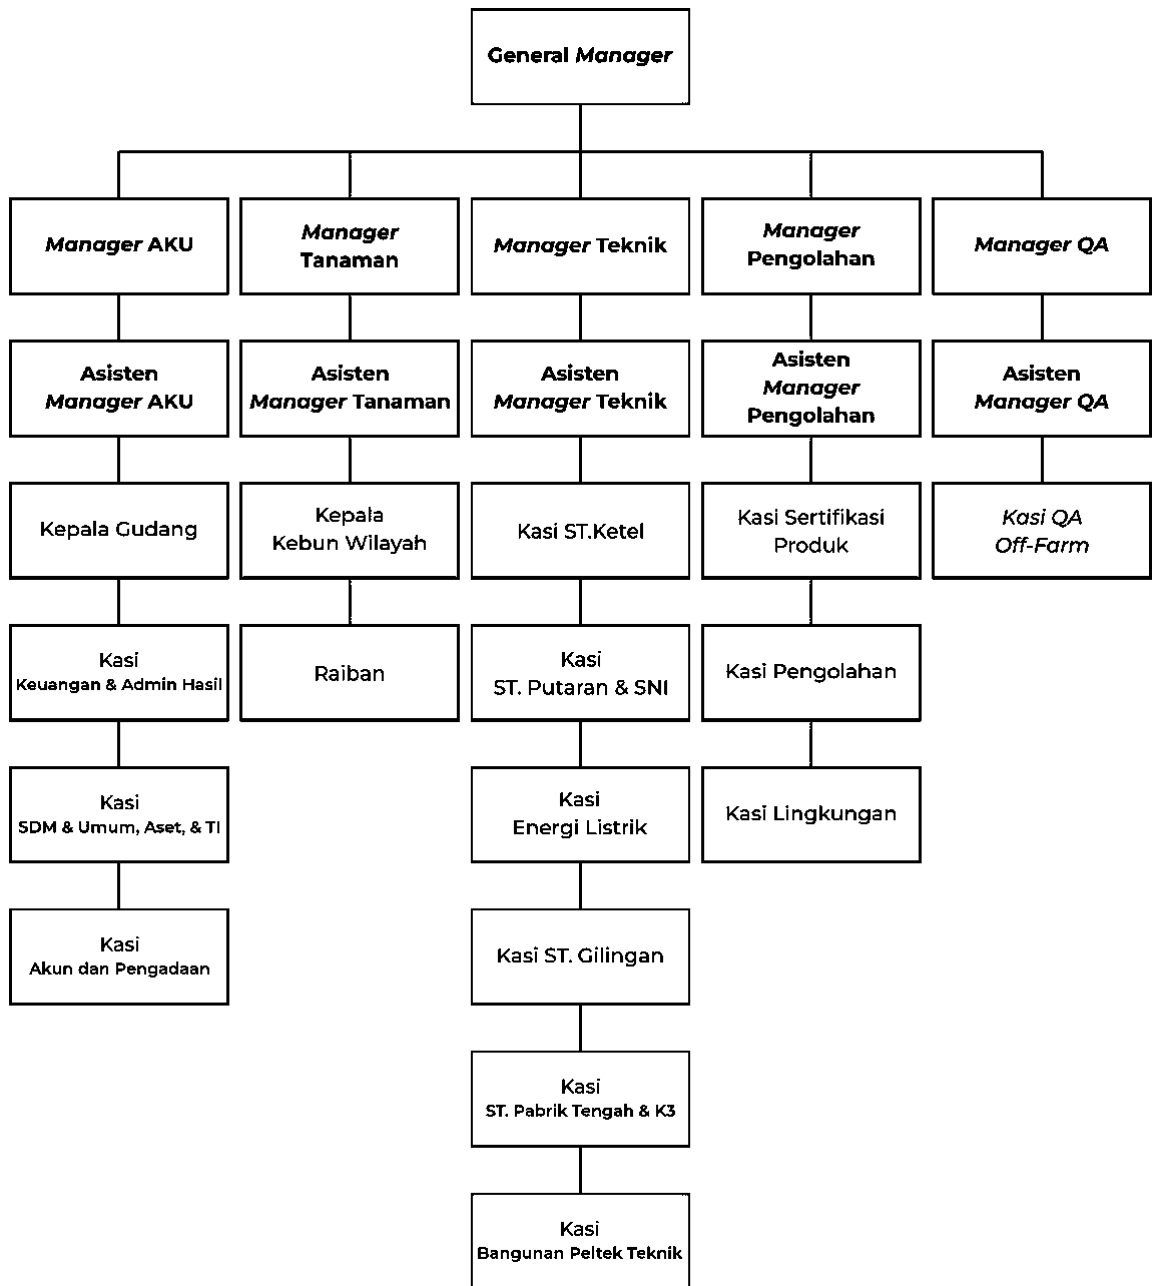 General Manager
Manager AKU
Manager
Tanaman
Manager Teknik
Manager
Pengolahan
Manager QA
Asisten
Manager AKU
Asisten
Manager Tanaman
Asisten
Manager Teknik
Asisten
Manager
Pengolahan
Asisten
Manager QA
Kepala Gudang
Kepala
Kebun Wilayah
Kasi ST.Ketel
Kasi Sertifikasi
Produk
Kasi QA
Off-Farm
Kasi
Keuangan & Admin Hasil
Raiban
Kasi
ST. Putaran & SNI
Kasi Pengolahan
Kasi
SDM & Umum, Aset, & TI
Kasi
Energi Listrik
Kasi Lingkungan
Kasi
Akun dan Pengadaan
Kasi ST. Gilingan
Kasi
ST. Pabrik Tengah & K3
Kasi
Bangunan Peltek Teknik